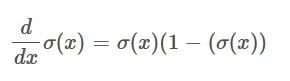 d/dx σ(x) = σ(x)(1 − (σ(x))